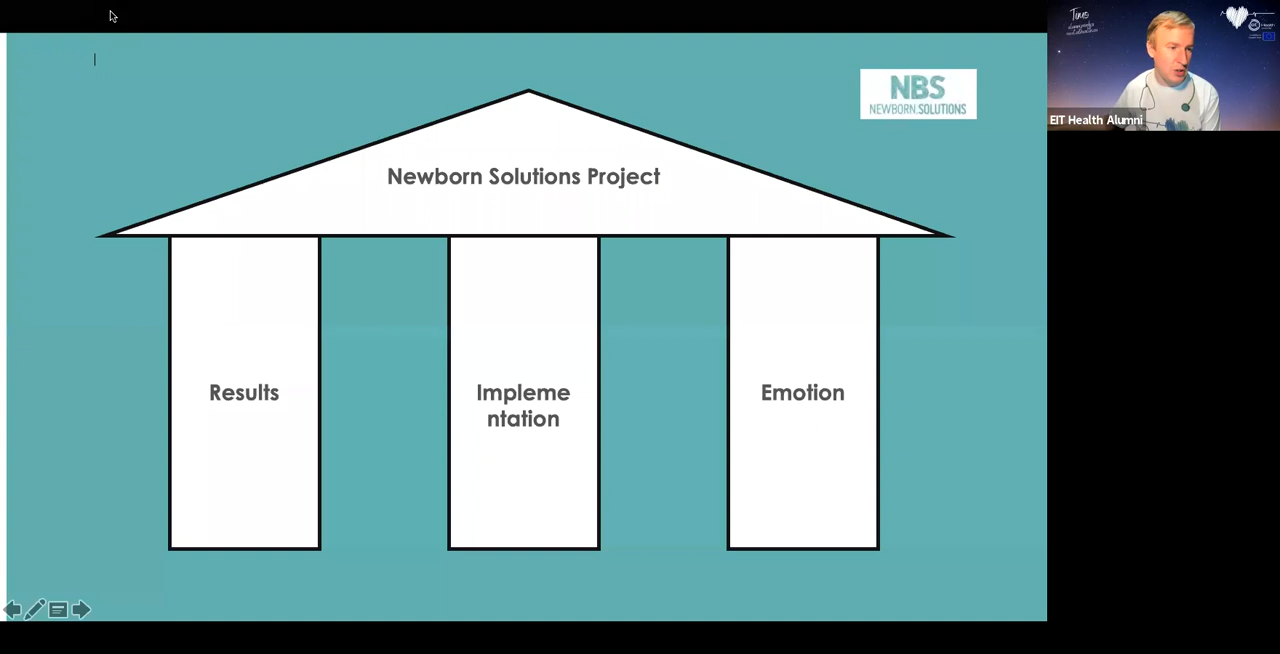 NBS
NEWBORN.SOLUTIONS
Newborn Solutions Project
Results
Impleme
ntation
Emotion
EIT Health Alumni